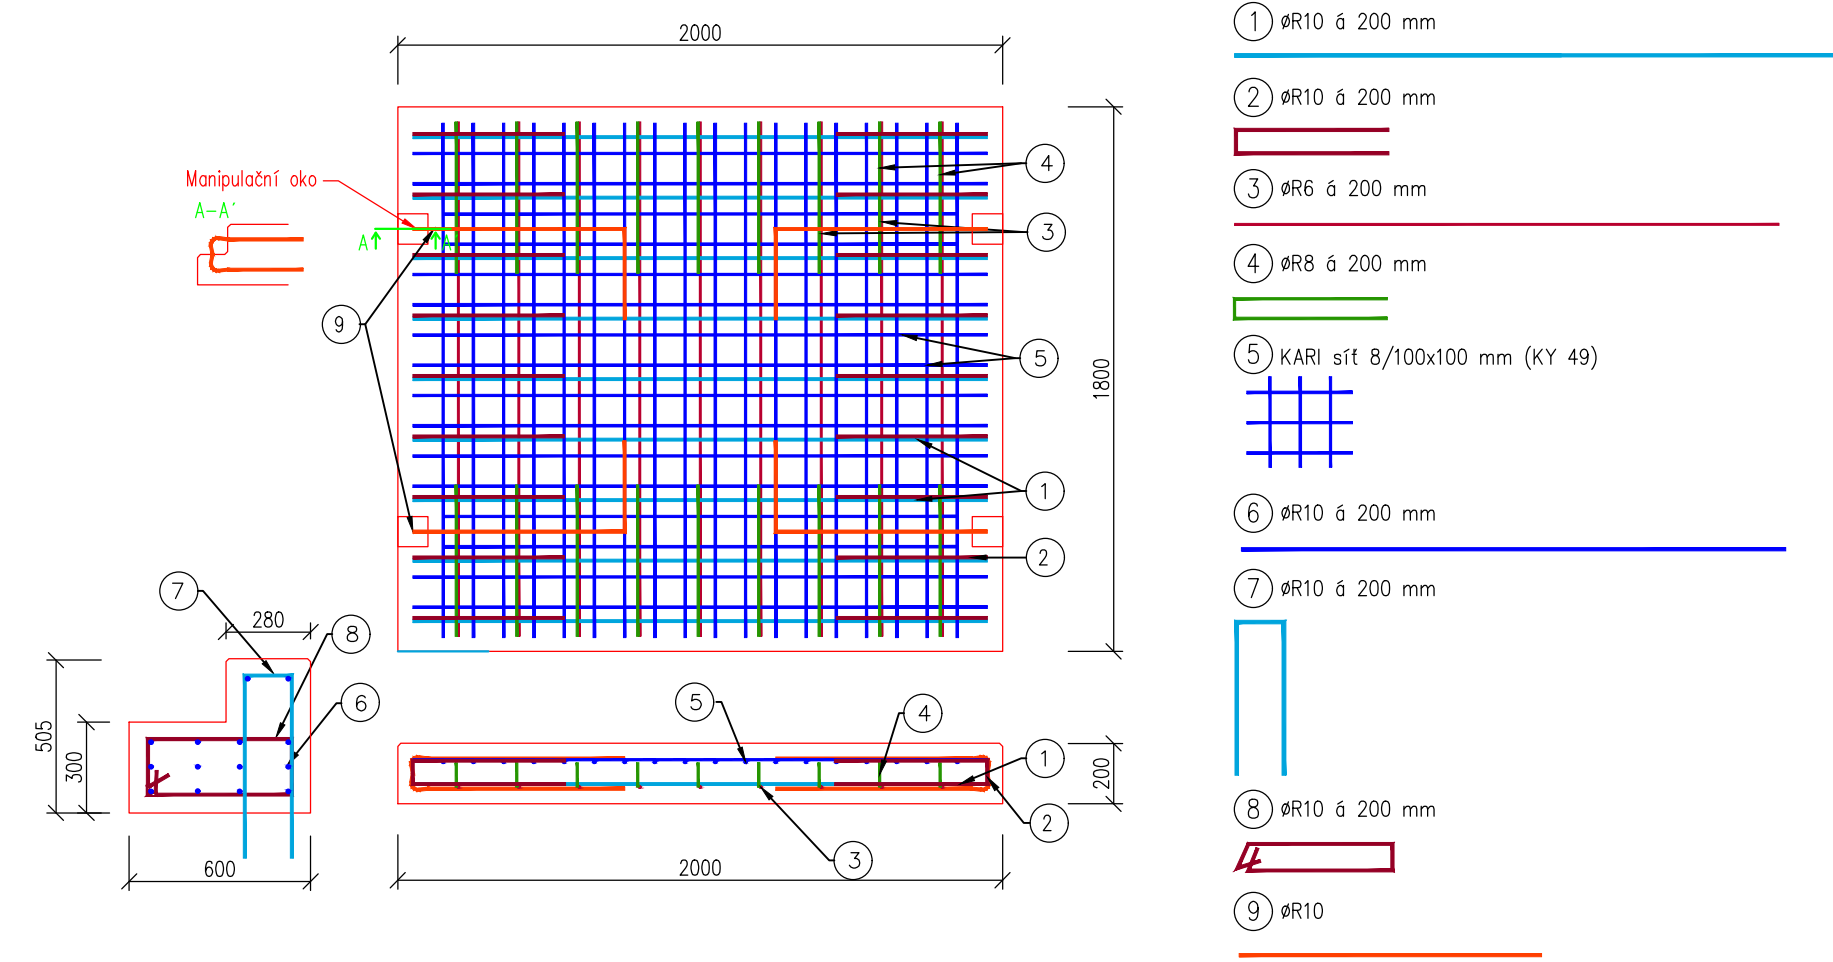 2000
1800
Manipulační oko
A-A'
A
A
4
3
9
5
1
2
7
280
8
6
505
300
600
5
4
1
200
2
3
2000
1 øR10 á 200 mm
2 øR10 á 200 mm
3 øR6 á 200 mm
4 øR8 á 200 mm
5 KARI síť 8/100x100 mm (KY 49)
6 øR10 á 200 mm
7 øR10 á 200 mm
8 øR10 á 200 mm
9 øR10